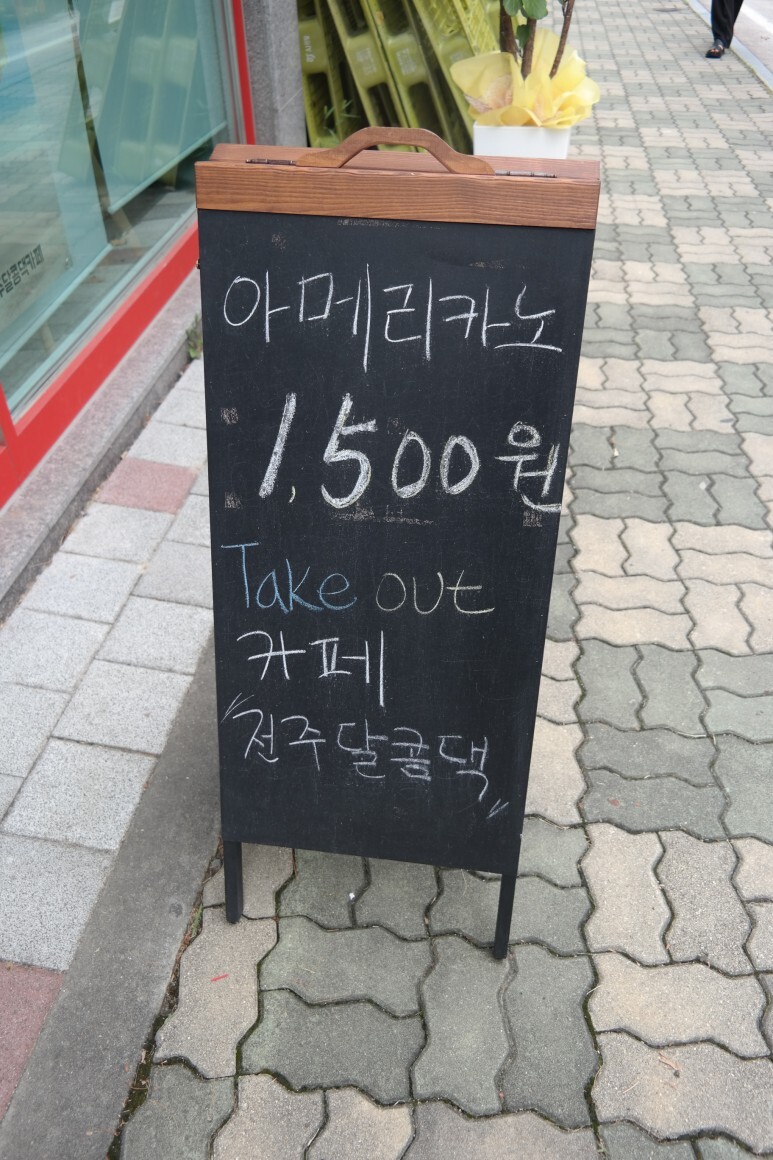 아메리카노
1,500원
Take out
카페
"전주달콤댁"